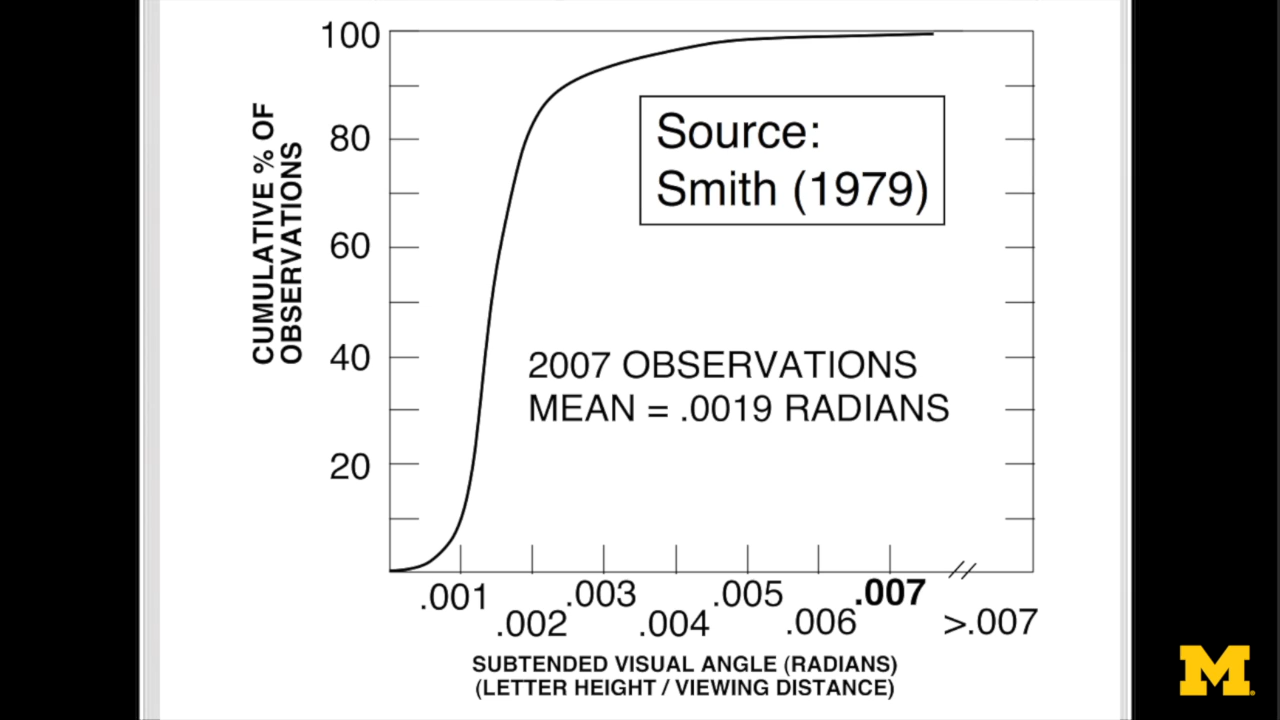 100
80
60
40
20
CUMULATIVE % OF
OBSERVATIONS
Source:
Smith (1979)
2007 OBSERVATIONS
MEAN = .0019 RADIANS
.001
.002
.003
.004
.005
.006
.007
>.007
SUBTENDED VISUAL ANGLE (RADIANS)
(LETTER HEIGHT / VIEWING DISTANCE)
M